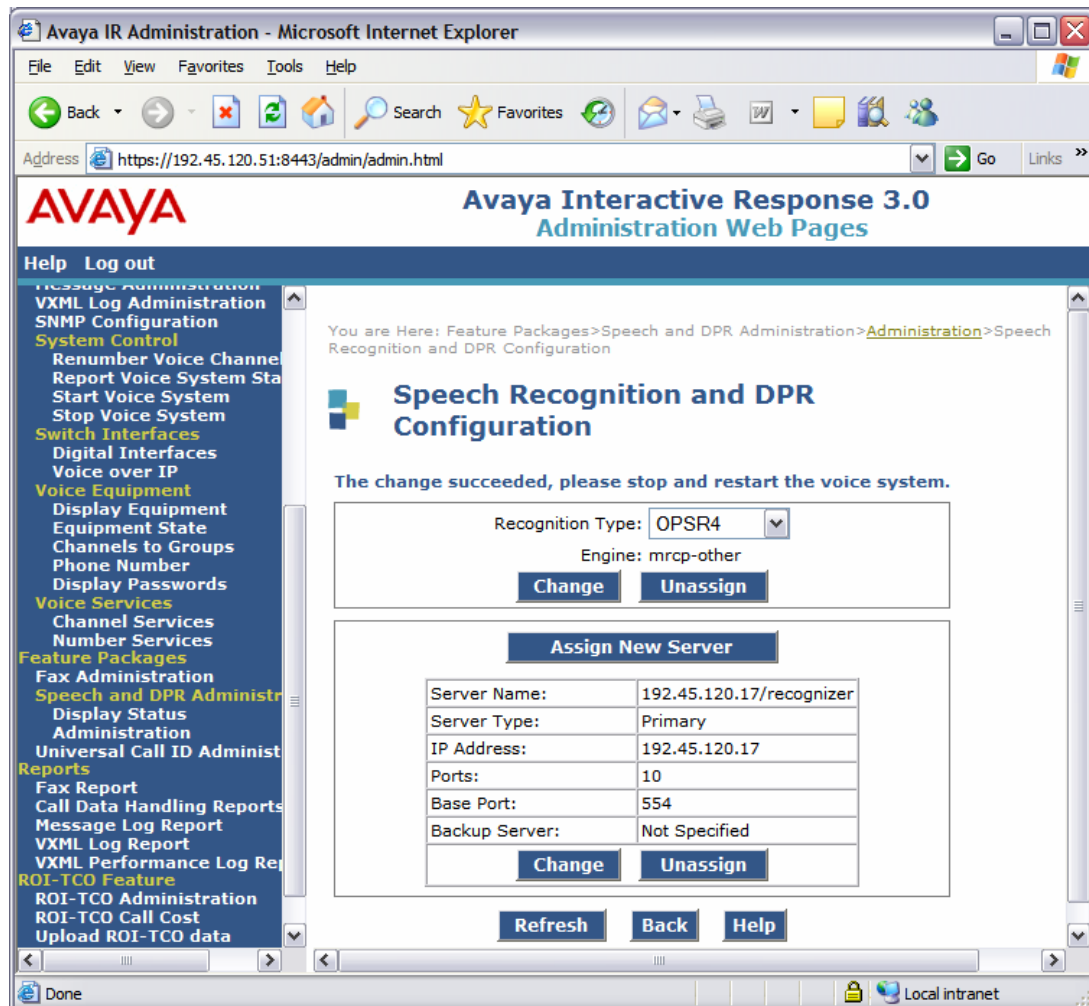 Avaya IR Administration - Microsoft Internet Explorer
File Edit View Favorites Tools Help
Back Search Favorites
Address https://192.45.120.51:8443/admin/admin.html Go Links »
AVAYA
Avaya Interactive Response 3.0
Administration Web Pages
Help Log out
Message Administration
VXML Log Administration
SNMP Configuration
System Control
Renumber Voice Channel
Report Voice System Sta
Start Voice System
Stop Voice System
Switch Interfaces
Digital Interfaces
Voice over IP
Voice Equipment
Display Equipment
Equipment State
Channels to Groups
Phone Number
Display Passwords
Voice Services
Channel Services
Number Services
Feature Packages
Fax Administration
Speech and DPR Administr
Display Status
Administration
Universal Call ID Administ
Reports
Fax Report
Call Data Handling Reports
Message Log Report
VXML Log Report
VXML Performance Log Rep
ROI-TCO Feature
ROI-TCO Administration
ROI-TCO Call Cost
Upload ROI-TCO data
You are Here: Feature Packages>Speech and DPR Administration>Administration>Speech
Recognition and DPR Configuration
Speech Recognition and DPR
Configuration
The change succeeded, please stop and restart the voice system.
Recognition Type: OPSR4
Engine: mrcp-other
Change Unassign
Assign New Server
Server Name: 192.45.120.17/recognizer
Server Type: Primary
IP Address: 192.45.120.17
Ports: 10
Base Port: 554
Backup Server: Not Specified
Change Unassign
Refresh Back Help
Done Local intranet